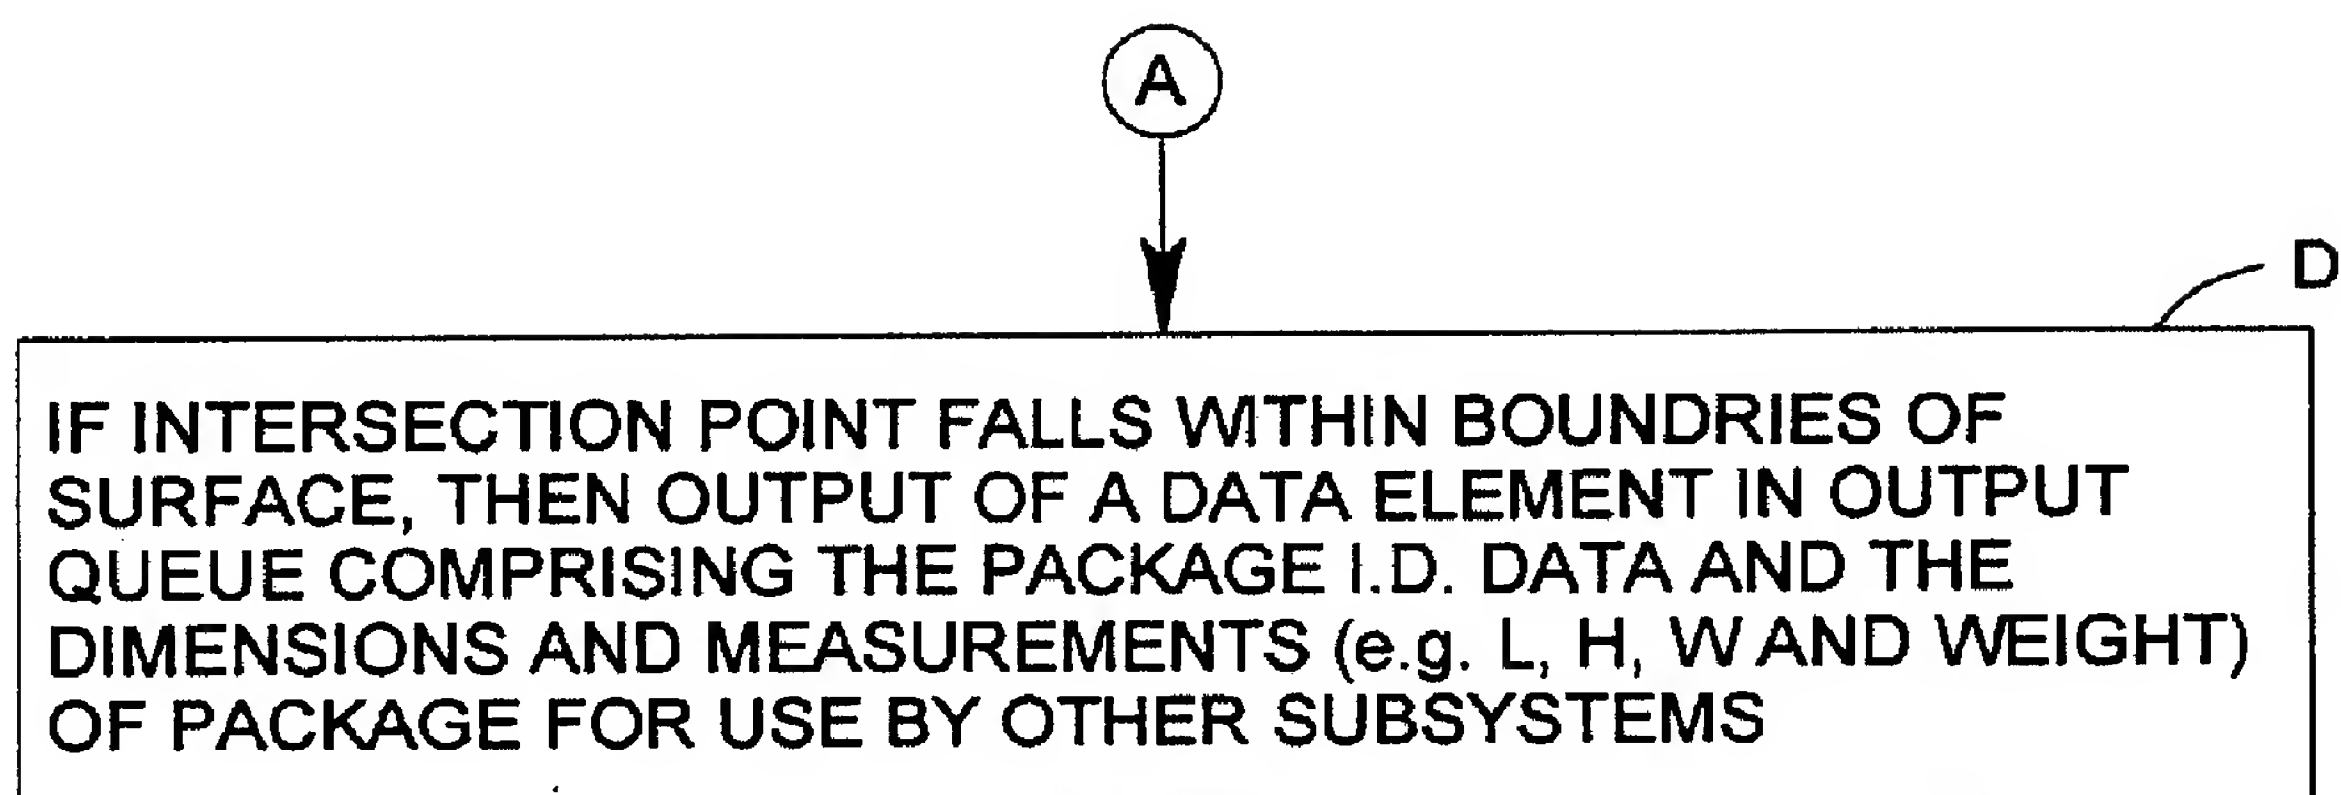 A
D
IF INTERSECTION POINT FALLS WITHIN BOUNDRIES OF
SURFACE, THEN OUTPUT OF A DATA ELEMENT IN OUTPUT
QUEUE COMPRISING THE PACKAGE I.D. DATA AND THE
DIMENSIONS AND MEASUREMENTS (e.g. L, H, W AND WEIGHT)
OF PACKAGE FOR USE BY OTHER SUBSYSTEMS